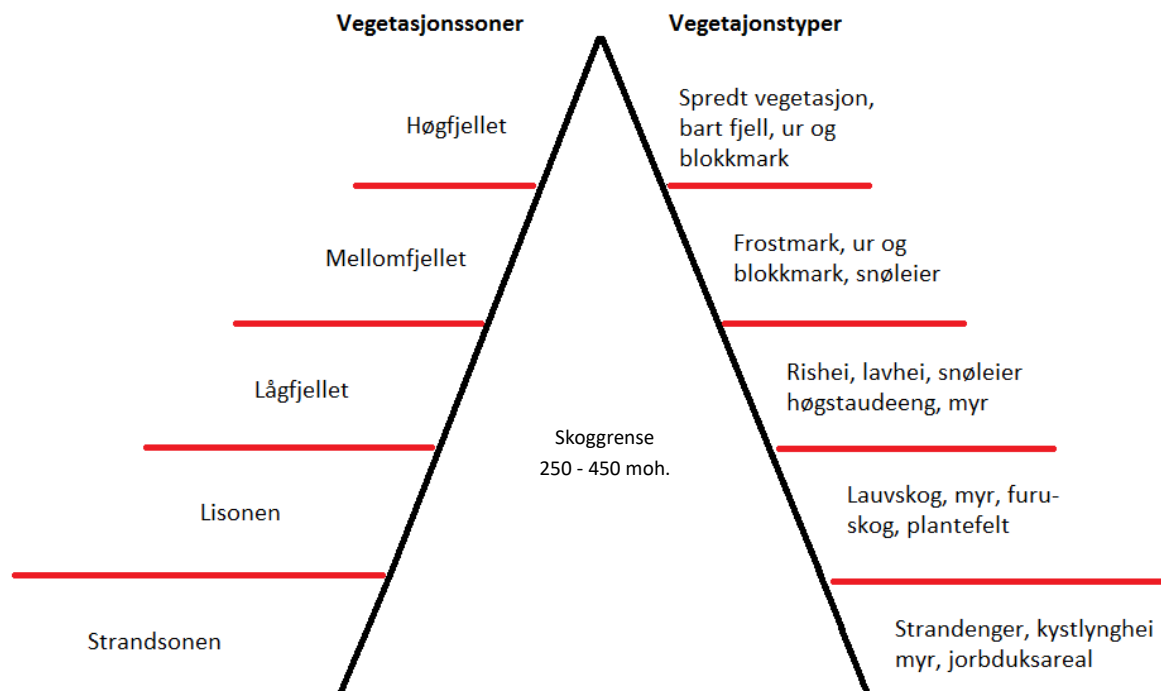 Vegetasjonssoner
Vegetajonstyper
Høgfjellet
Spredt vegetasjon,
bart fjell, ur og
blokkmark
Mellomfjellet
Frostmark, ur og
blokkmark, snøleier
Lågfjellet
Rishei, lavhei, snøleier
høgstaudeeng, myr
Skoggrense
250 - 450 moh.
Lisonen
Lauvskog, myr, furu-
skog, plantefelt
Strandsonen
Strandenger, kystlynghei
myr, jorbduksareal